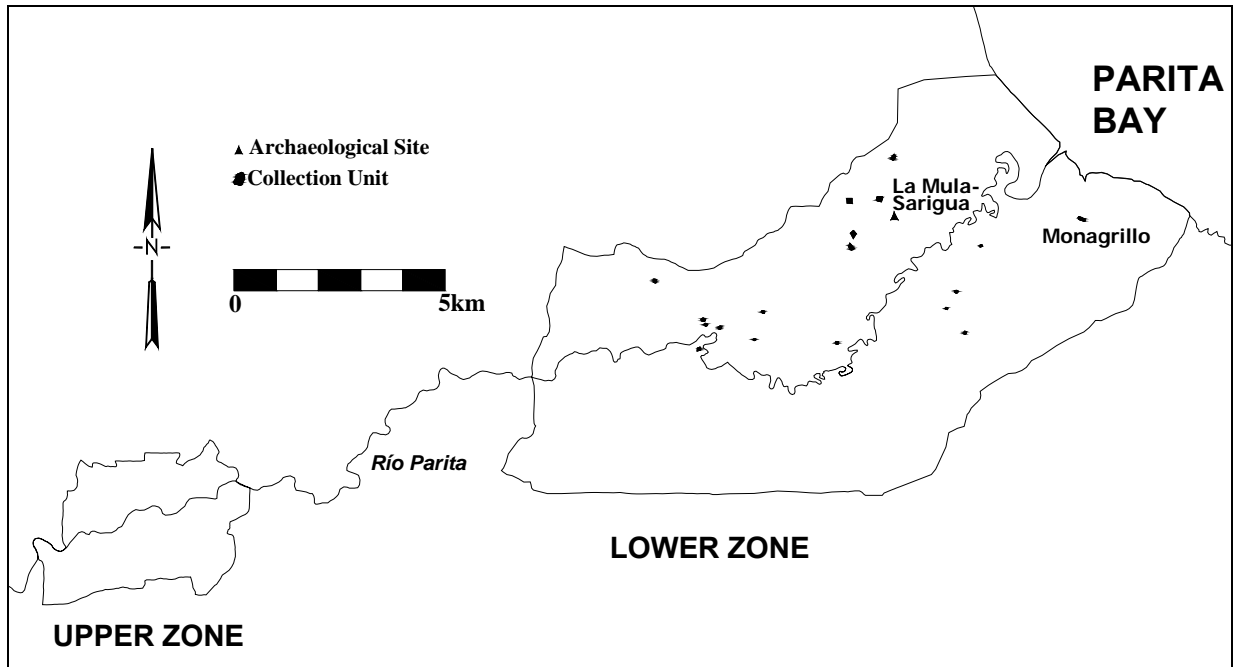 PARITA
BAY
Archaeological Site
Collection Unit
La Mula-
Sarigua
Monagrillo
-N-
0
5km
Río Parita
LOWER ZONE
UPPER ZONE